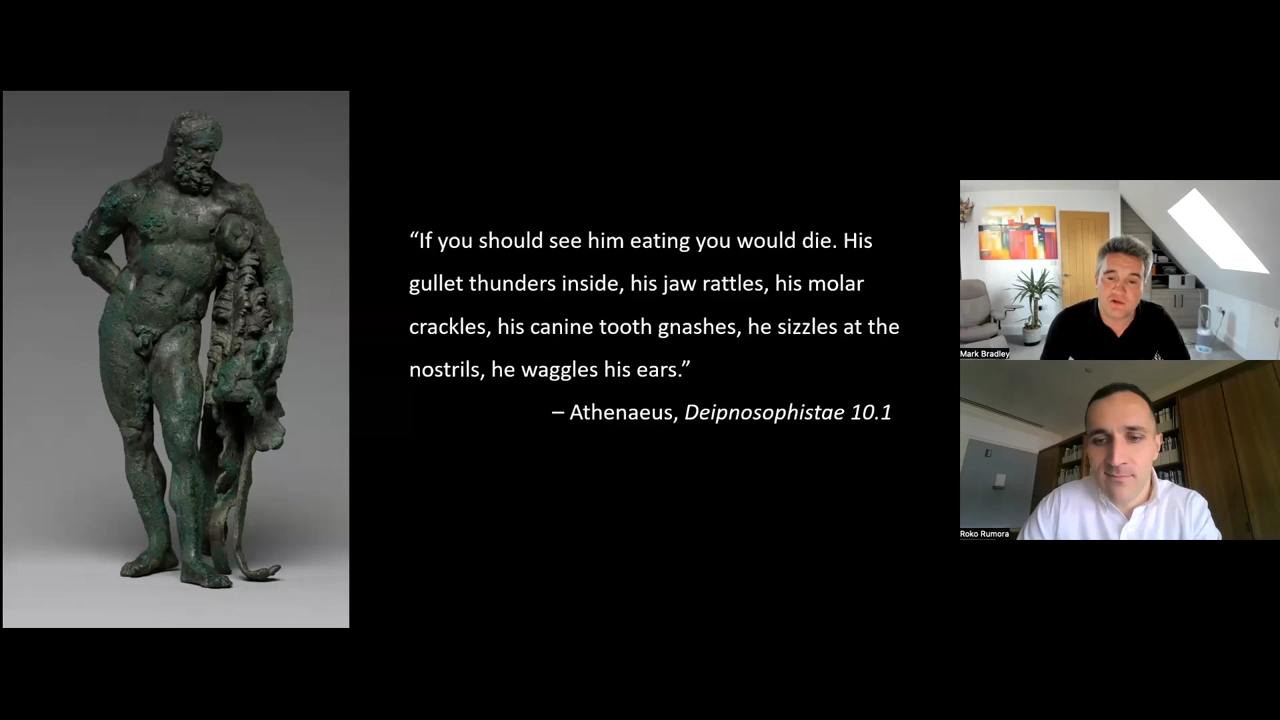 “If you should see him eating you would die. His
gullet thunders inside, his jaw rattles, his molar
crackles, his canine tooth gnashes, he sizzles at the
nostrils, he waggles his ears.”
– Athenaeus, Deipnosophistae 10.1
Mark Bradley
Roko Rumora